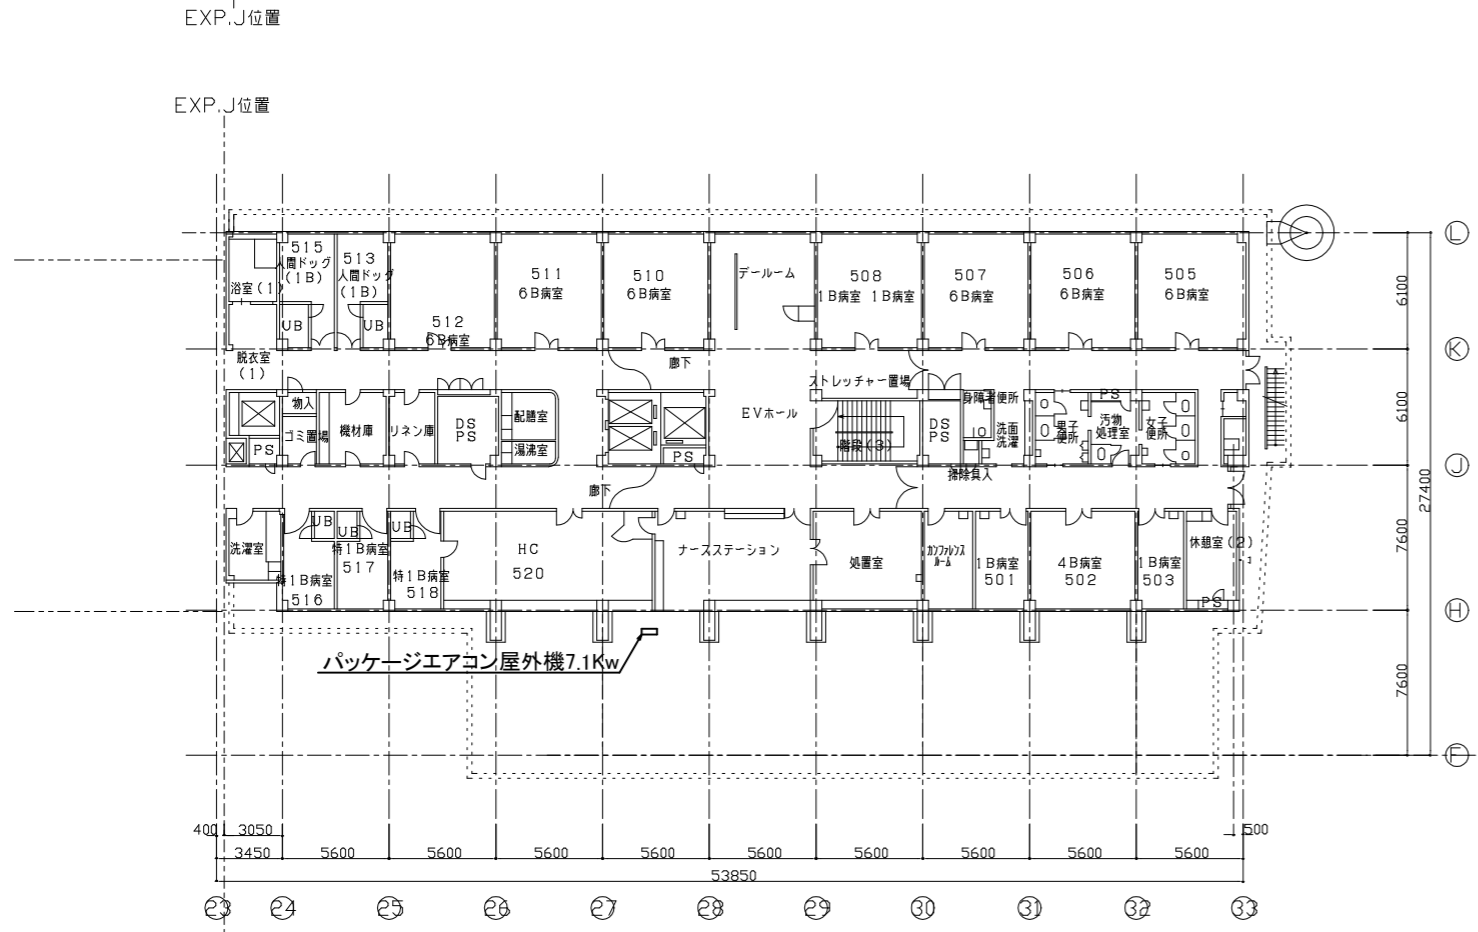 EXP.J位置
EXP.J位置
515
人間ドッグ
(1B)
513
人間ドッグ
(1B)
浴室(1)
UB
UB
512
6B病室
511
6B病室
510
6B病室
デールーム
508
1B病室 1B病室
507
6B病室
506
6B病室
505
6B病室
L
6100
K
脱衣室
(1)
廊下
ストレッチャー置場
物入
ゴミ置場
機材庫
リネン庫
DS
PS
配膳室
湯沸室
PS
PS
EVホール
階段(3)
DS
PS
身障者便所
洗面
洗濯
掃除具入
男子
便所
PS
汚物
処理室
女子
便所
6100
J
27400
廊下
洗濯室
UB
UB
UB
特1B病室
516
特1B病室
517
特1B病室
518
HC
520
ナースステーション
処置室
カンファレンス
ルーム
1B病室
501
4B病室
502
1B病室
503
休憩室(2)
PS
7600
H
パッケージエアコン屋外機7.1Kw
7600
F
400
3050
500
3450
5600
5600
5600
5600
5600
5600
5600
5600
5600
53850
23
24
25
26
27
28
29
30
31
32
33